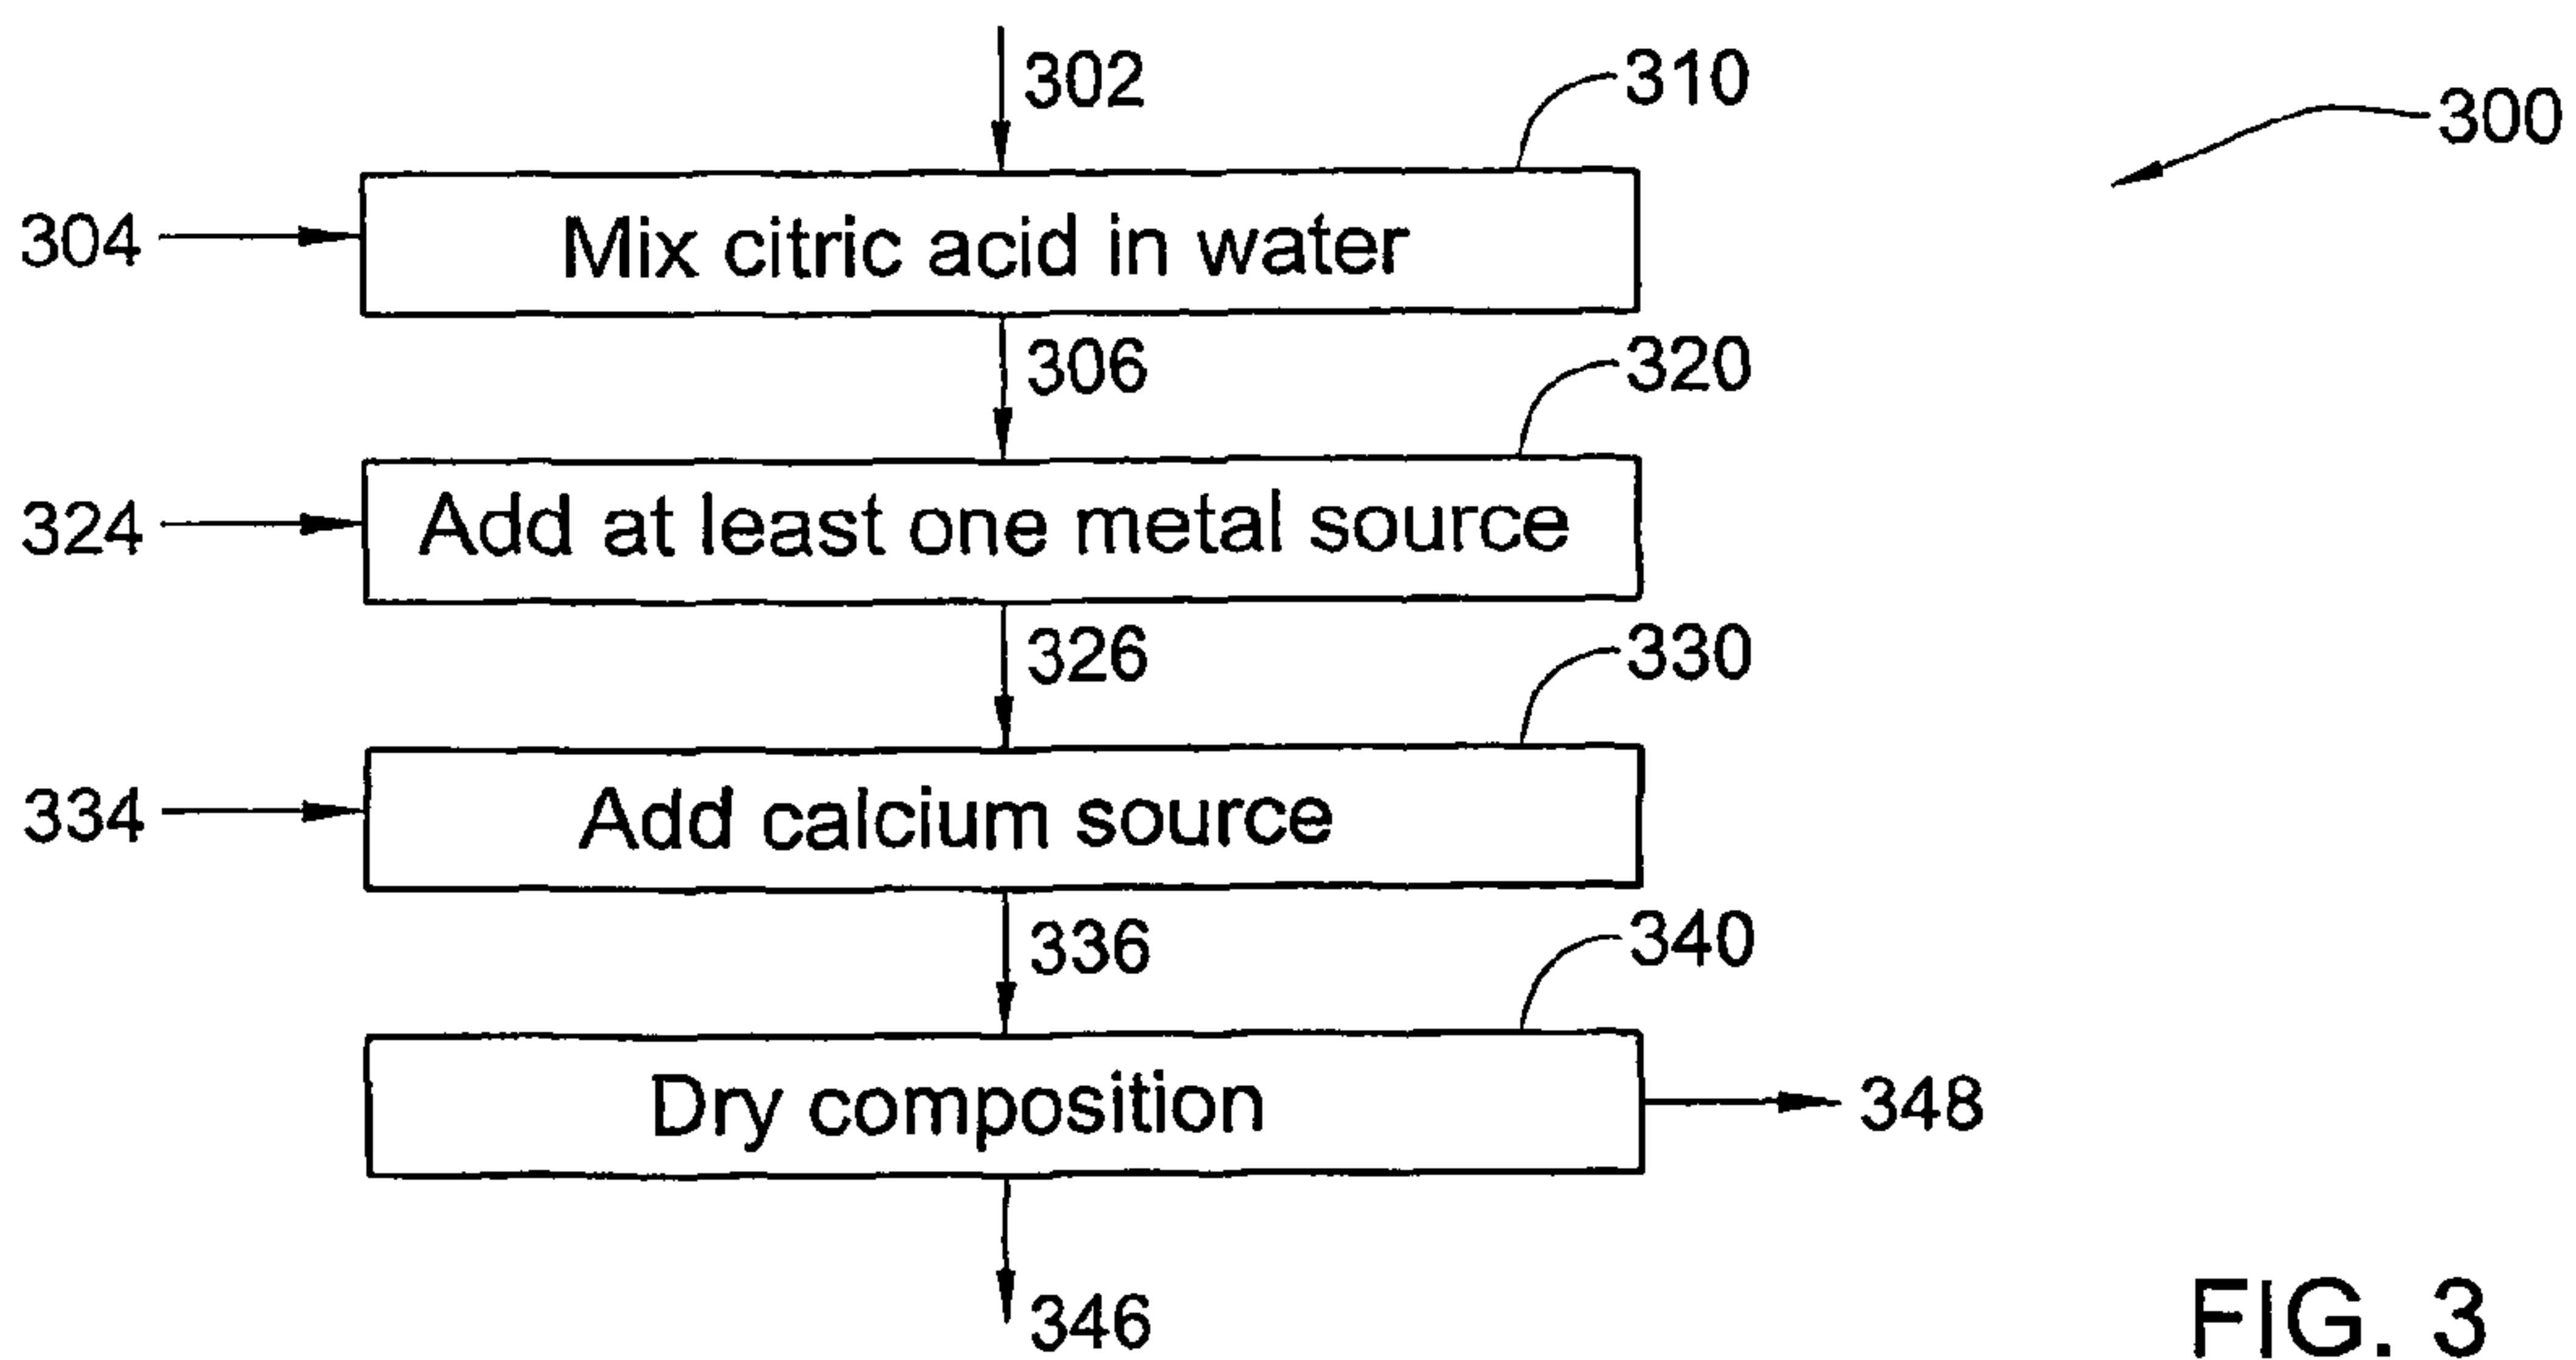 302
310
300
304
Mix citric acid in water
306
320
324
Add at least one metal source
326
330
334
Add calcium source
336
340
Dry composition
348
346
FIG. 3